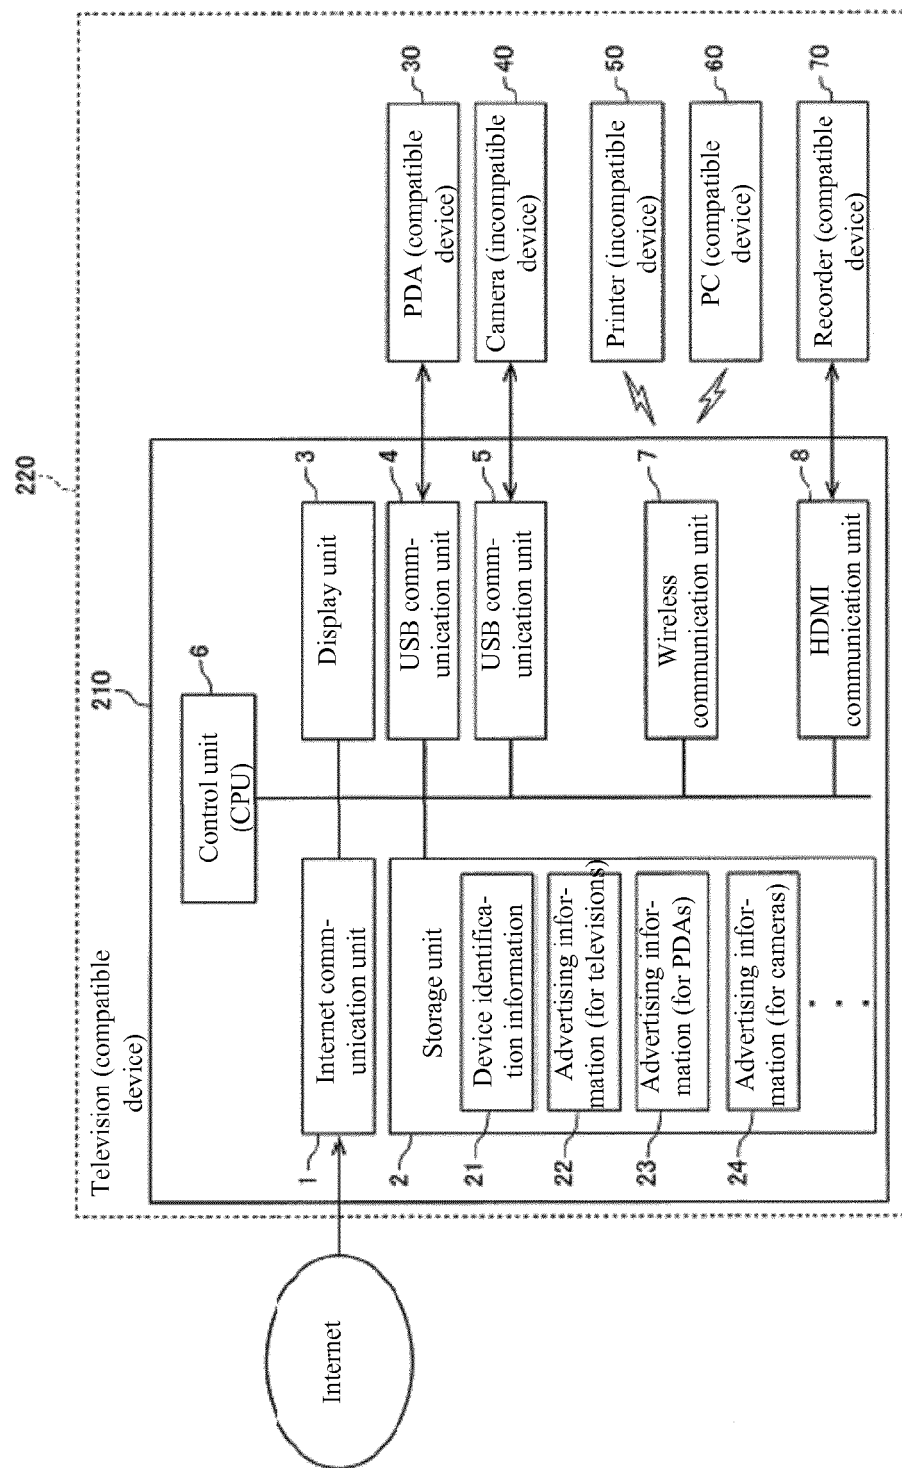 220
Television (compatible
device)
210
Control unit
(CPU)
6
Internet
Internet comm-
unication unit
1
Display unit
3
Storage unit
2
Device identifica-
tion information
21
Advertising infor-
mation (for televisions)
22
Advertising infor-
mation (for PDAs)
23
Advertising infor-
mation (for cameras)
24
USB comm-
unication unit
4
USB comm-
unication unit
5
Wireless
communication unit
7
HDMI
communication unit
8
PDA (compatible
device)
30
Camera (incompatible
device)
40
Printer (incompatible
device)
50
PC (compatible
device)
60
Recorder (compatible
device)
70